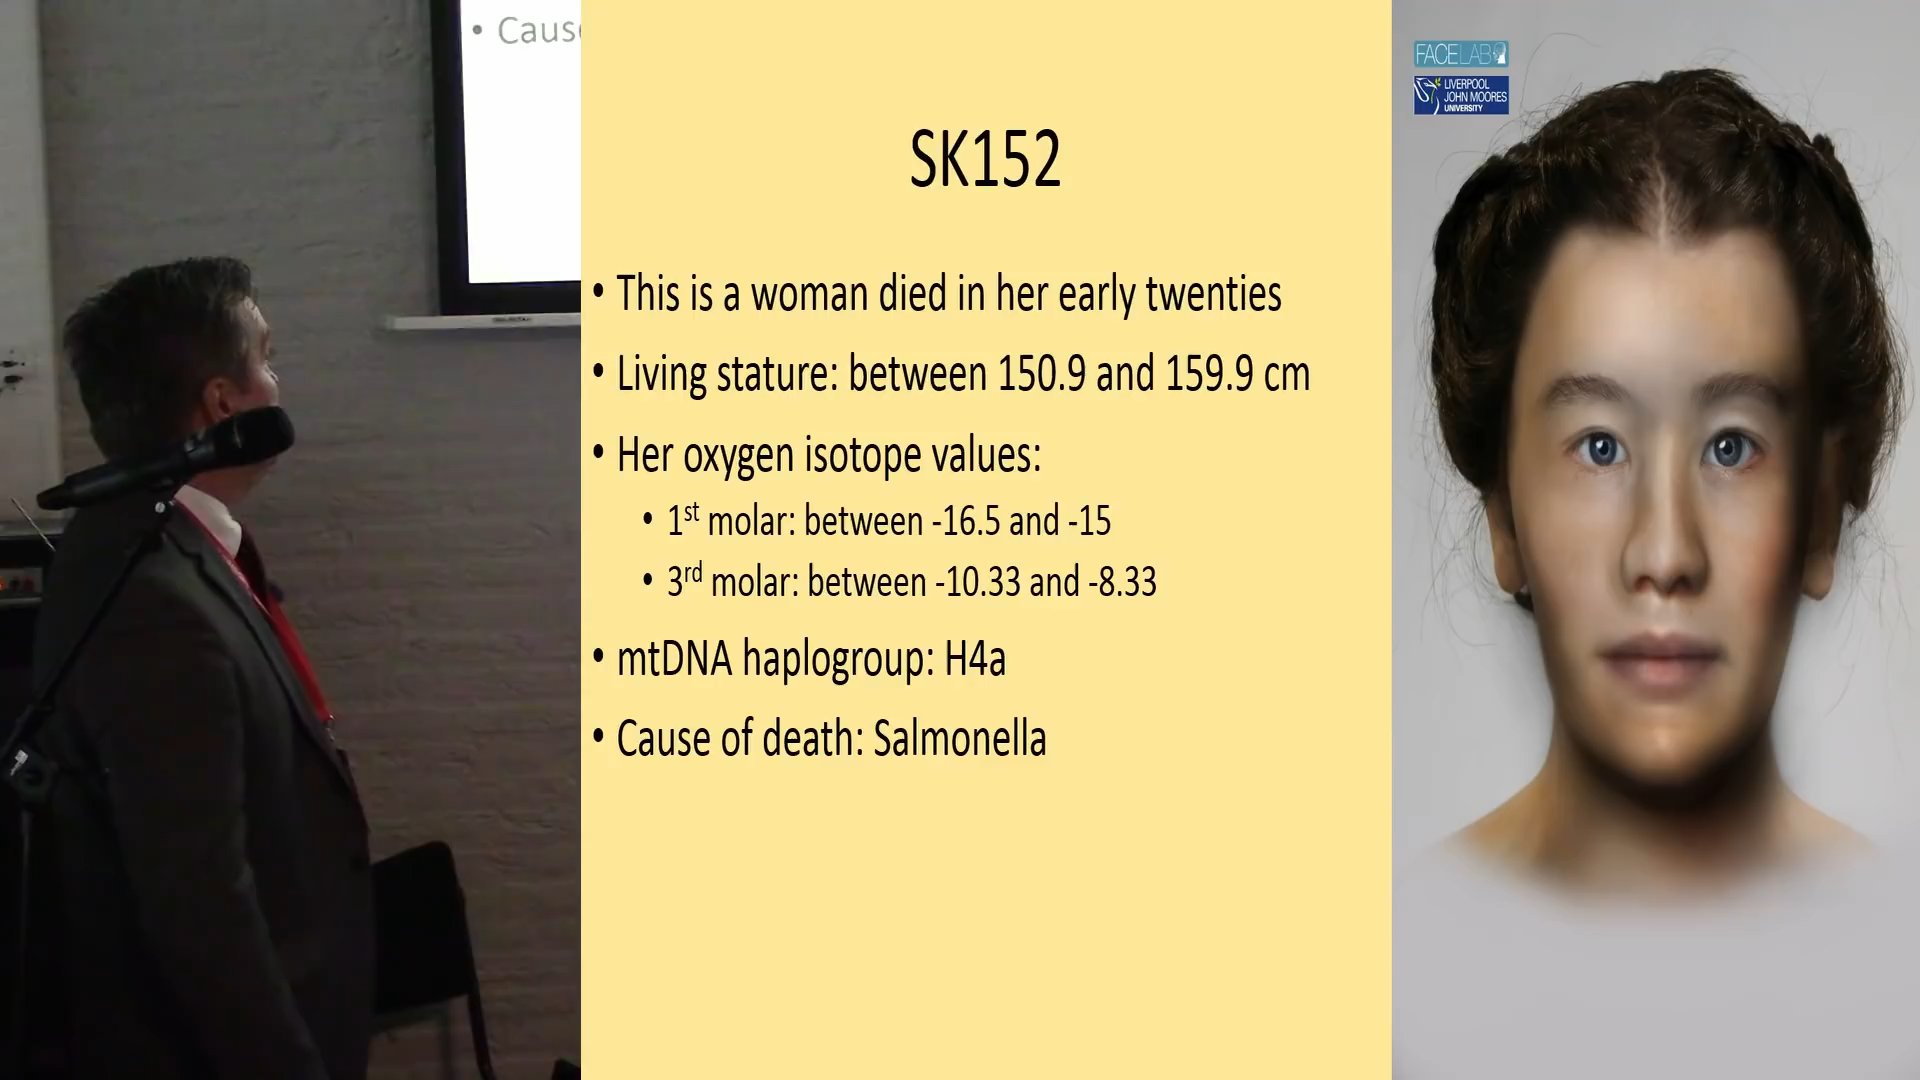 • Caus
SK152
• This is a woman died in her early twenties
• Living stature: between 150.9 and 159.9 cm
• Her oxygen isotope values:
• 1st molar: between -16.5 and -15
• 3rd molar: between -10.33 and -8.33
• mtDNA haplogroup: H4a
• Cause of death: Salmonella
FACELAB
LIVERPOOL
JOHN MOORES
UNIVERSITY